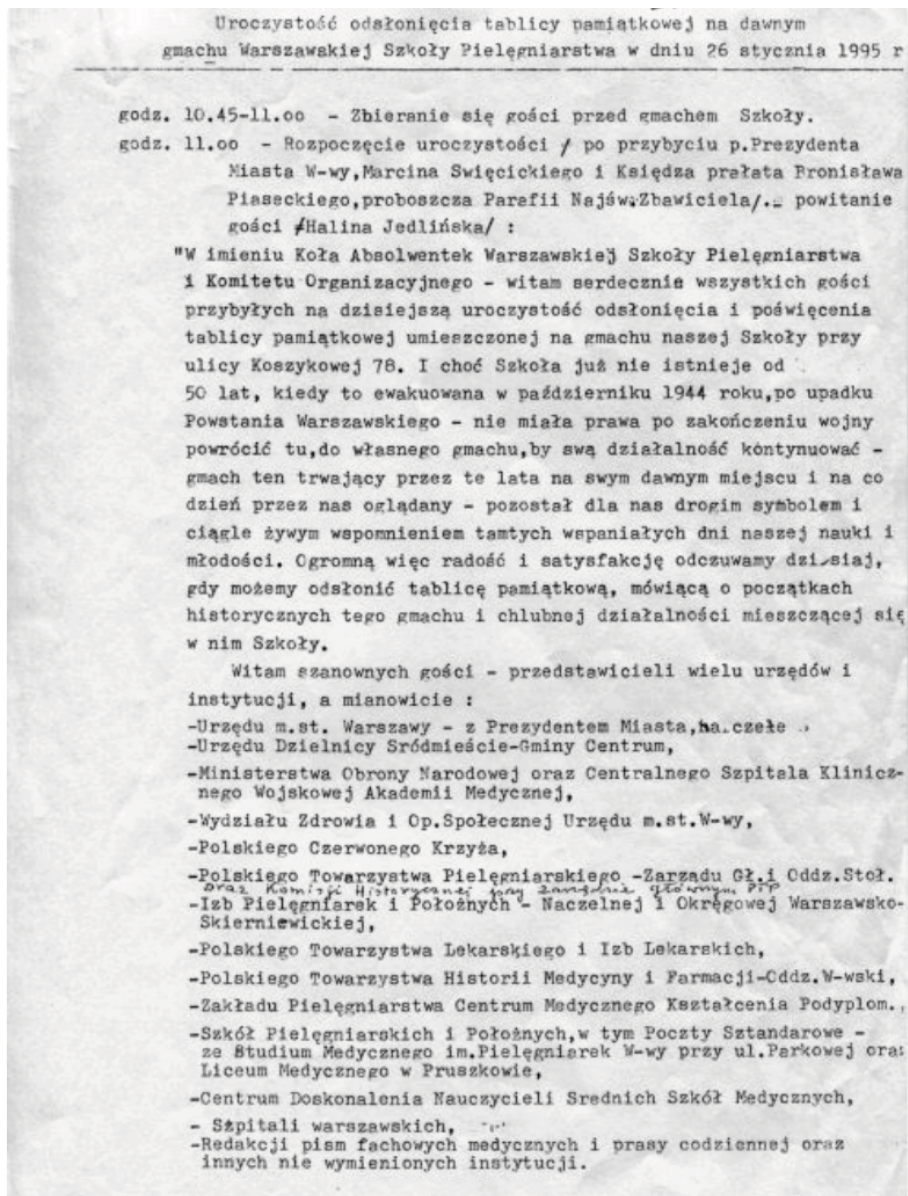 Uroczystość odsłonięcia tablicy pamiątkowej na dawnym
gmachu Warszawskiej Szkoły Pielęgniarstwa w dniu 26 stycznia 1995 r
godz. 10.45-11.oo - Zbieranie się gości przed gmachem Szkoły.
godz. 11.oo - Rozpoczęcie uroczystości / po przybyciu p.Prezydenta
Miasta W-wy,Marcina Swięcickiego i Księdza prałata Bronisława
Piaseckiego,proboszcza Parafii Najśw.Zbawiciela/.- powitanie
gości /Halina Jedlińska/ :
"W imieniu Koła Absolwentek Warszawskiej Szkoły Pielęgniarstwa
i Komitetu Organizacyjnego - witam serdecznie wszystkich gości
przybyłych na dzisiejszą uroczystość odsłonięcia i poświęcenia
tablicy pamiątkowej umieszczonej na gmachu naszej Szkoły przy
ulicy Koszykowej 78. I choć Szkoła już nie istnieje od
50 lat, kiedy to ewakuowana w październiku 1944 roku,po upadku
Powstania Warszawskiego - nie miała prawa po zakończeniu wojny
powrócić tu,do własnego gmachu,by swą działalność kontynuować -
gmach ten trwający przez te lata na swym dawnym miejscu i na co
dzień przez nas oglądany - pozostał dla nas drogim symbolem i
ciągle żywym wspomnieniem tamtych wspaniałych dni naszej nauki i
młodości. Ogromną więc radość i satysfakcję odczuwamy dzisiaj,
gdy możemy odsłonić tablicę pamiątkową, mówiącą o początkach
historycznych tego gmachu i chlubnej działalności mieszczącej się
w nim Szkoły.
Witam szanownych gości - przedstawicieli wielu urzędów i
instytucji, a mianowicie :
-Urzędu m.st. Warszawy - z Prezydentem Miasta,na czele
-Urzędu Dzielnicy Sródmieście-Gminy Centrum,
-Ministerstwa Obrony Narodowej oraz Centralnego Szpitala Klinicz-
nego Wojskowej Akademii Medycznej,
-Wydziału Zdrowia i Op.Społecznej Urzędu m.st.W-wy,
-Polskiego Czerwonego Krzyża,
-Polskiego Towarzystwa Pielęgniarskiego -Zarządu Gł.i Oddz.Stoł.
oraz Komisji Historycznej przy Zarządzie Głównym PTP
-Izb Pielęgniarek i Położnych - Naczelnej i Okręgowej Warszawsko-
Skierniewickiej,
-Polskiego Towarzystwa Lekarskiego i Izb Lekarskich,
-Polskiego Towarzystwa Historii Medycyny i Farmacji-Oddz.W-wski,
-Zakładu Pielęgniarstwa Centrum Medycznego Kształcenia Podyplom.,
-Szkół Pielęgniarskich i Położnych,w tym Poczty Sztandarowe -
ze Studium Medycznego im.Pielęgniarek W-wy przy ul.Parkowej oraz
Liceum Medycznego w Pruszkowie,
-Centrum Doskonalenia Nauczycieli Srednich Szkół Medycznych,
- Szpitali warszawskich,
-Redakcji pism fachowych medycznych i prasy codziennej oraz
innych nie wymienionych instytucji.